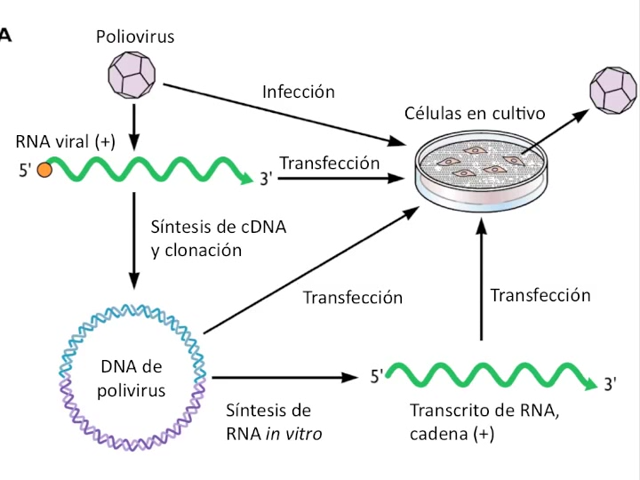 A
Poliovirus
Infección
Células en cultivo
RNA viral (+)
5'
3'
Transfección
Síntesis de cDNA
y clonación
Transfección
Transfección
DNA de
polivirus
5'
3'
Síntesis de
RNA in vitro
Transcrito de RNA,
cadena (+)